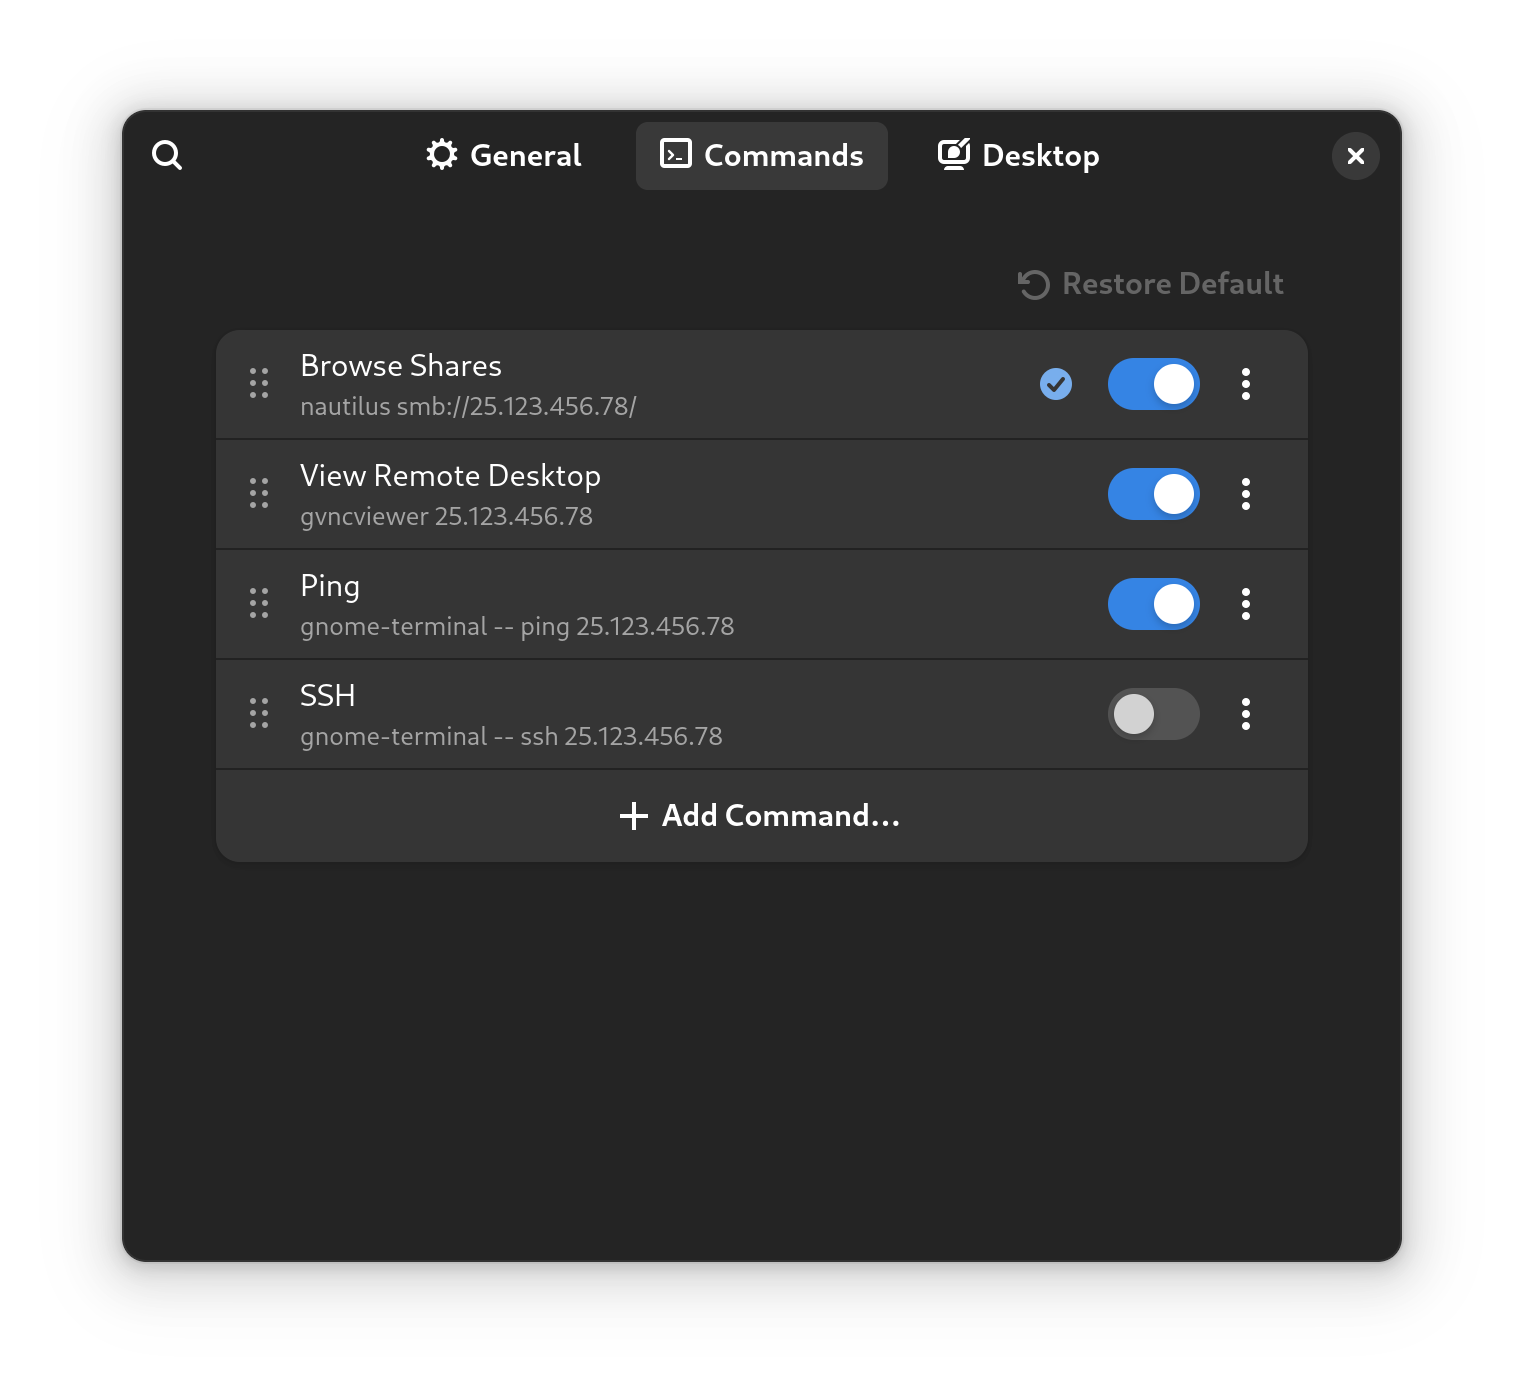 General
Commands
Desktop
Restore Default
Browse Shares
nautilus smb://25.123.456.78/
View Remote Desktop
gvncviewer 25.123.456.78
Ping
gnome-terminal -- ping 25.123.456.78
SSH
gnome-terminal -- ssh 25.123.456.78
Add Command...